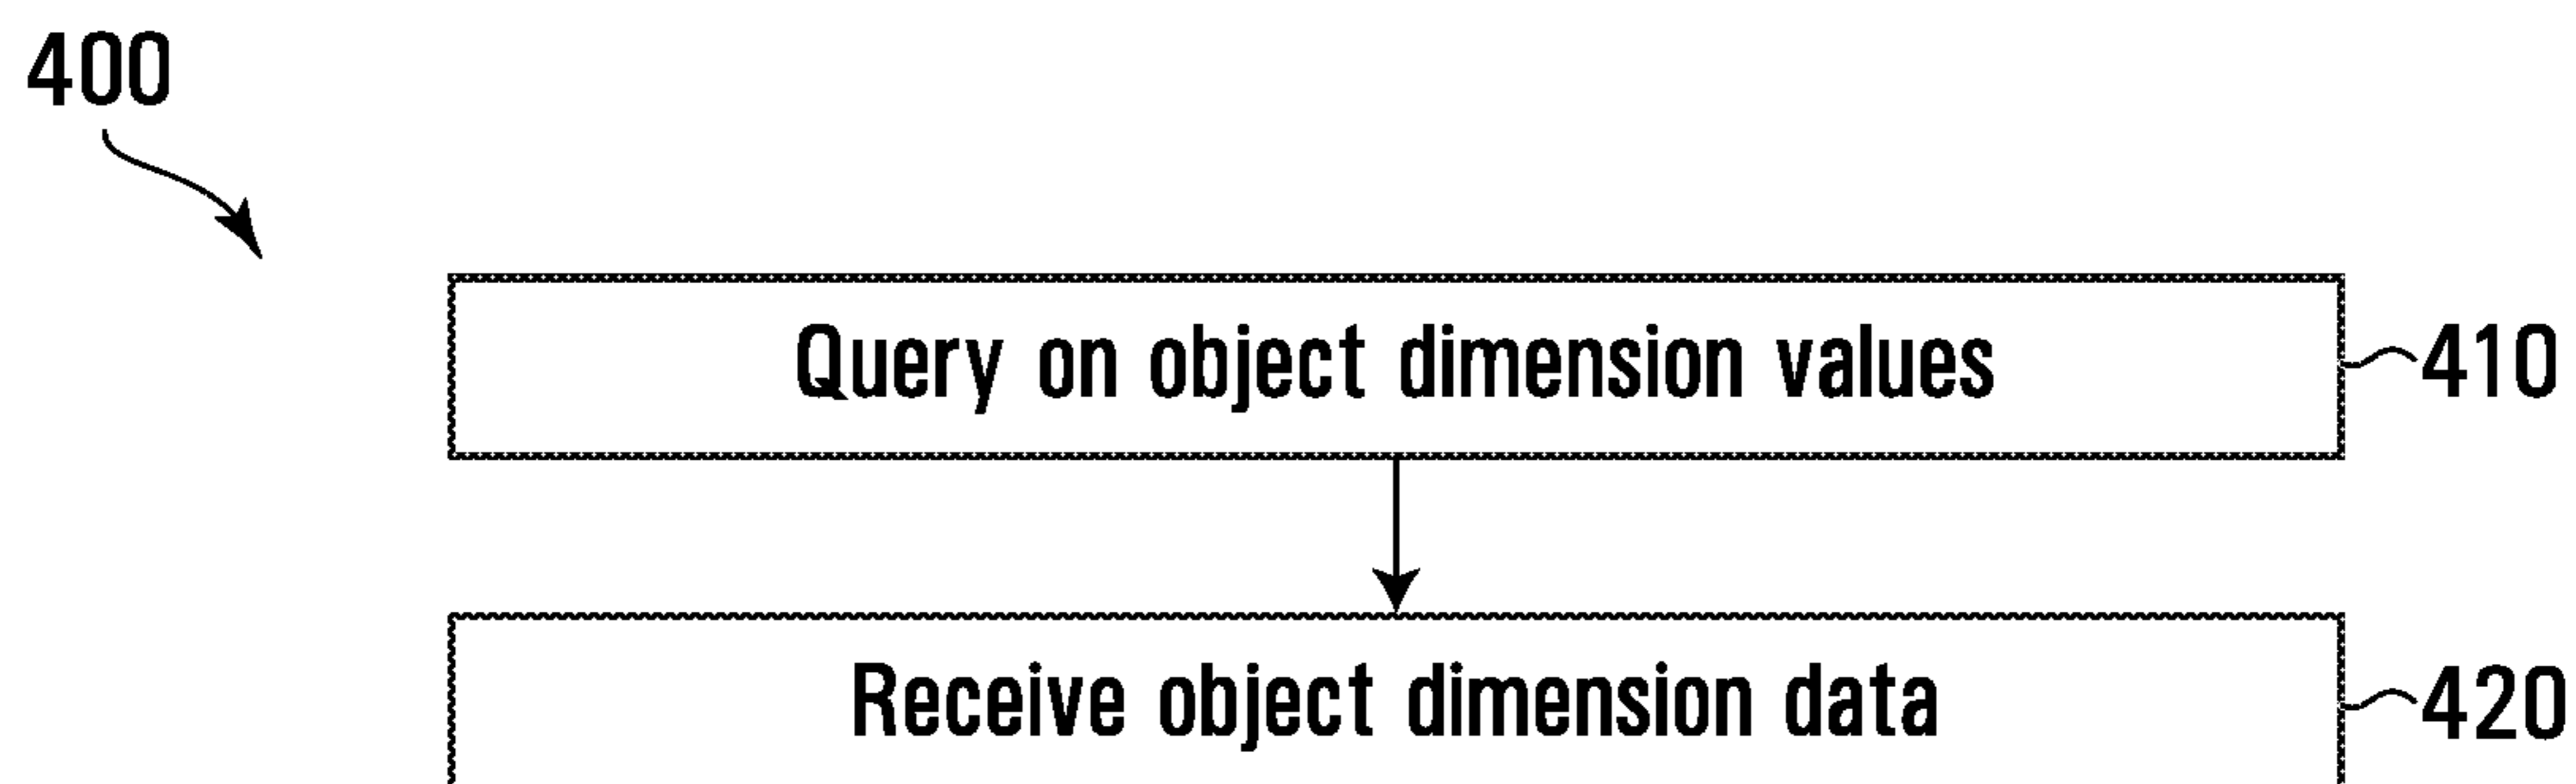 400
Query on object dimension values
410
Receive object dimension data
420